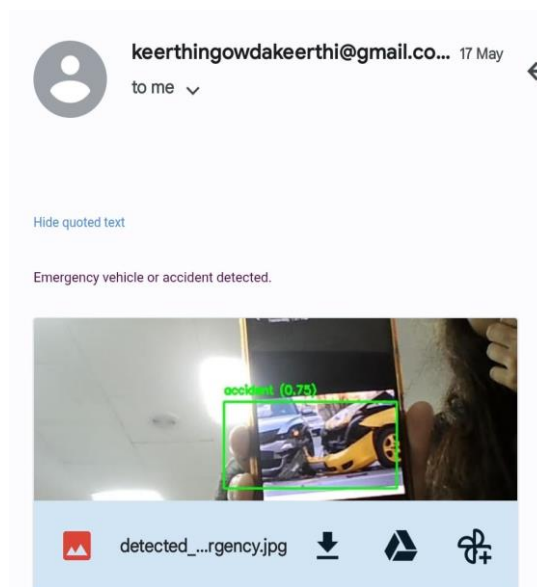 keerthingowdakeerthi@gmail.co... 17 May
to me
Hide quoted text
Emergency vehicle or accident detected.
accident (0.75)
detected_...rgency.jpg